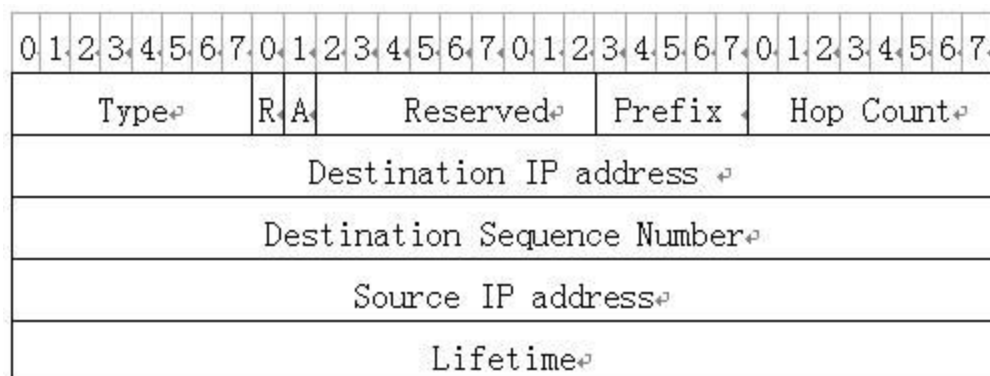 0 1 2 3 4 5 6 7 0 1 2 3 4 5 6 7 0 1 2 3 4 5 6 7 0 1 2 3 4 5 6 7
Type R A Reserved Prefix Hop Count
Destination IP address
Destination Sequence Number
Source IP address
Lifetime